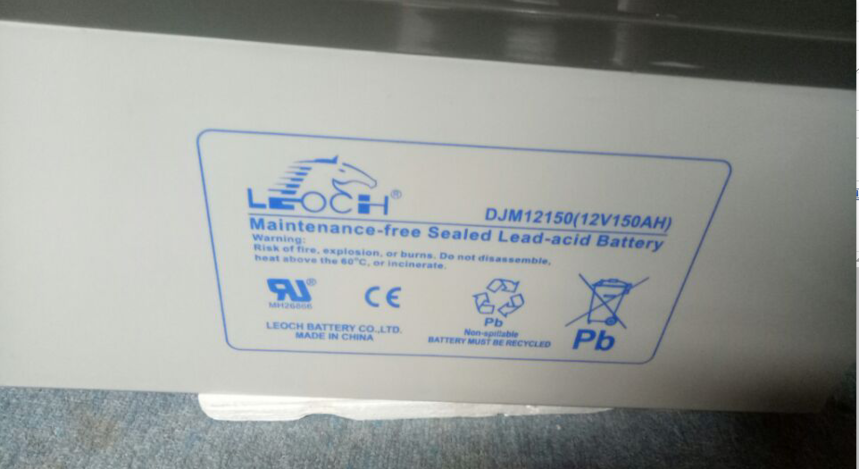 LEOCH®
DJM12150(12V150AH)
Maintenance-free Sealed Lead-acid Battery
Warning:
Risk of fire, explosion, or burns. Do not disassemble,
heat above the 60°C, or incinerate.
RU®
MH26866
CE
Pb
Non-spillable
BATTERY MUST BE RECYCLED
Pb
LEOCH BATTERY CO.,LTD.
MADE IN CHINA